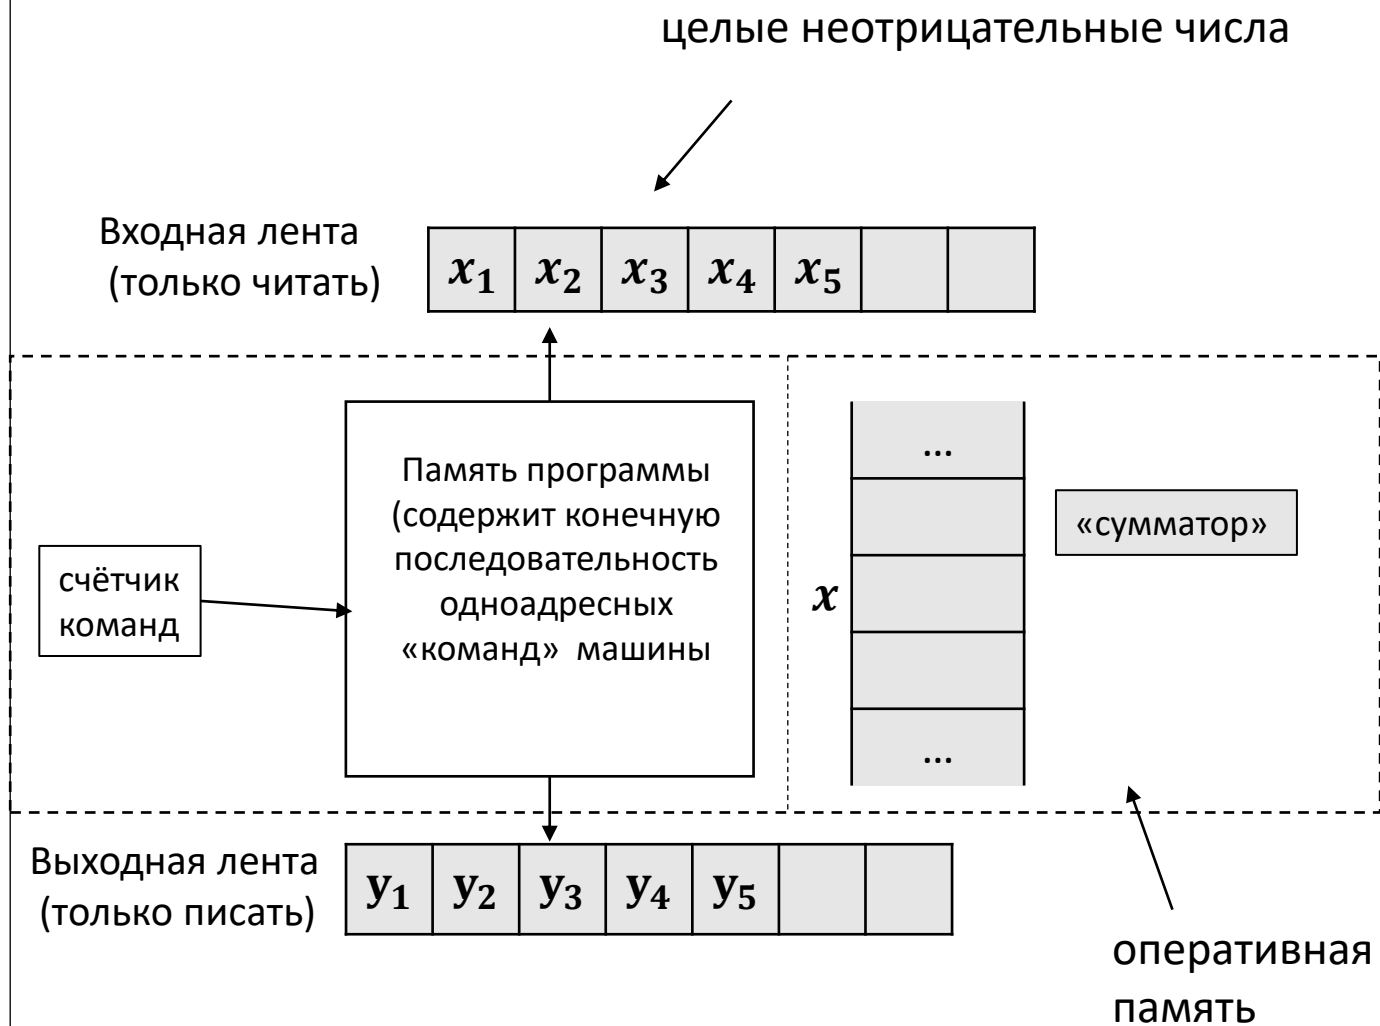 целые неотрицательные числа
Входная лента
(только читать)
x₁ x₂ x₃ x₄ x₅
Память программы
(содержит конечную
последовательность
одноадресных
«команд» машины
счётчик
команд
...
x
...
«сумматор»
Выходная лента
(только писать)
y₁ y₂ y₃ y₄ y₅
оперативная
память